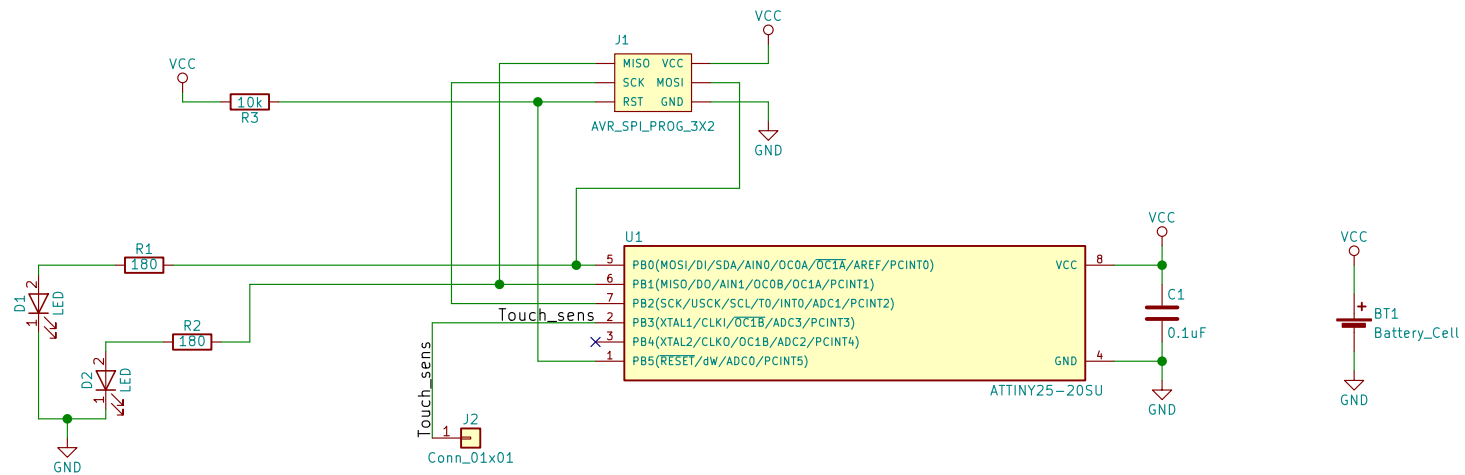 VCC
J1
VCC
MISO VCC
SCK MOSI
RST GND
10k
R3
AVR_SPI_PROG_3X2
GND
R1
180
U1
VCC
VCC
5 PB0(MOSI/DI/SDA/AIN0/OC0A/OC1A/AREF/PCINT0) VCC 8
6 PB1(MISO/DO/AIN1/OC0B/OC1A/PCINT1)
7 PB2(SCK/USCK/SCL/T0/INT0/ADC1/PCINT2)
Touch_sens
2 PB3(XTAL1/CLKI/OC1B/ADC3/PCINT3)
3 PB4(XTAL2/CLKO/OC1B/ADC2/PCINT4)
1 PB5(RESET/dW/ADC0/PCINT5) GND 4
ATTINY25-20SU
D1
2
1
LED
R2
180
D2
2
1
LED
GND
Touch_sens
J2
1
Conn_01x01
C1
0.1uF
GND
+
BT1
Battery_Cell
GND